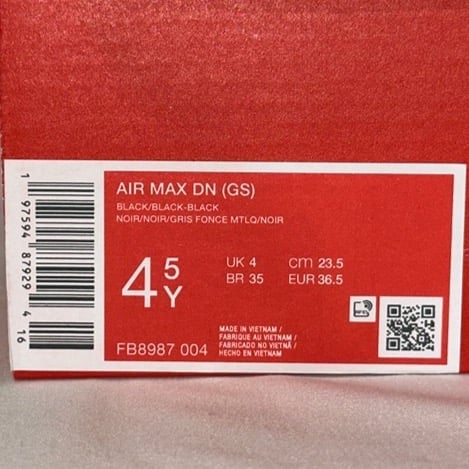 AIR MAX DN (GS)
BLACK/BLACK-BLACK
NOIR/NOIR/GRIS FONCE MTLQ/NOIR
4 5 Y
UK 4 cm 23.5
BR 35 EUR 36.5
MADE IN VIETNAM /
FABRIQUE AU VIETNAM /
FABRICADO NO VIETNÃ /
HECHO EN VIETNAM
FB8987 004
RFID
1 97594 87929 4 16